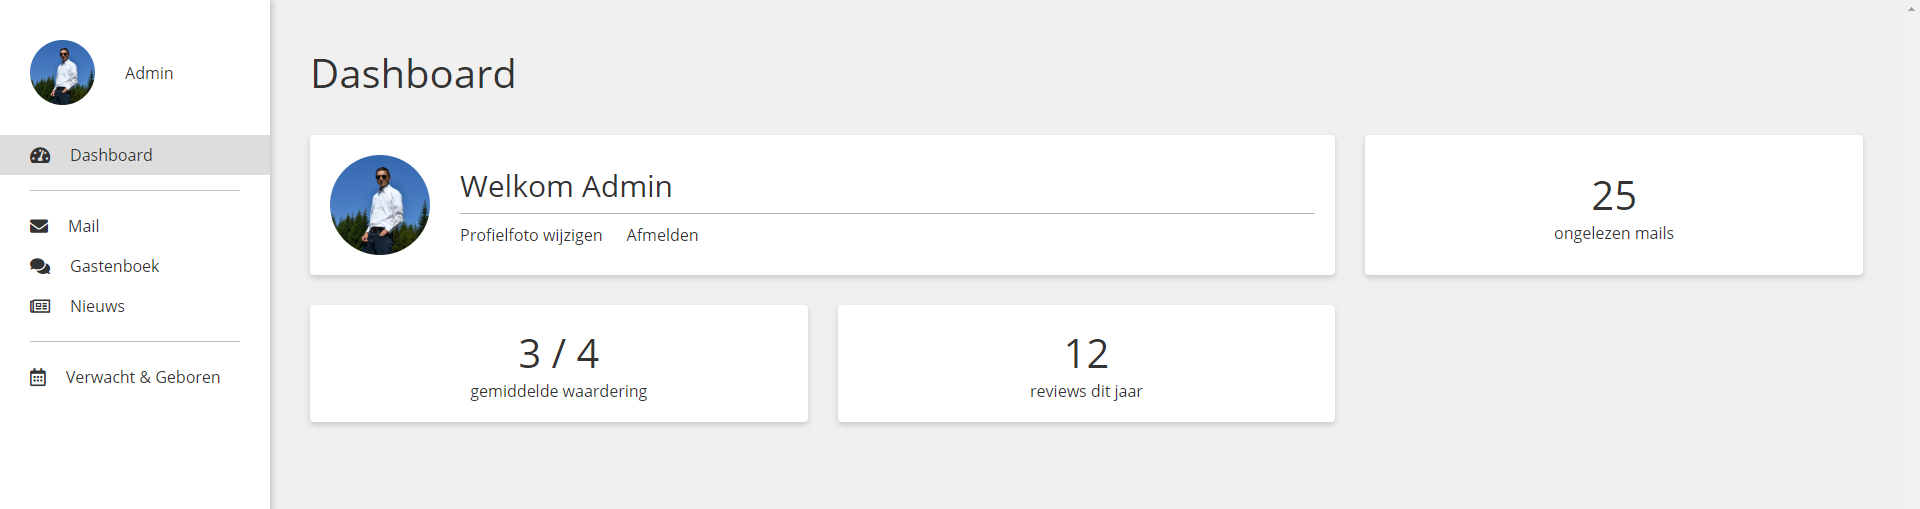 Admin
Dashboard
Mail
Gastenboek
Nieuws
Verwacht & Geboren
Dashboard
Welkom Admin
Profielfoto wijzigen Afmelden
25
ongelezen mails
3 / 4
gemiddelde waardering
12
reviews dit jaar